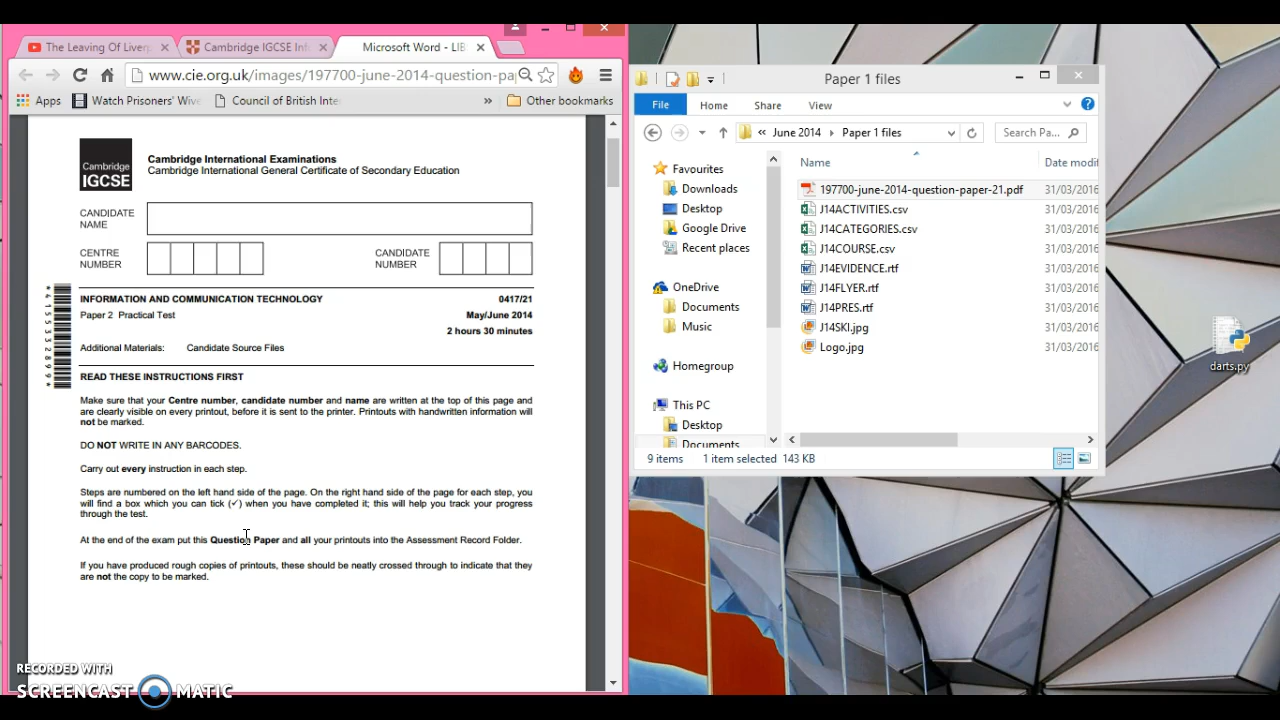 The Leaving Of Liver
Cambridge IGCSE Inf
Microsoft Word - LIB
www.cie.org.uk/images/197700-june-2014-question-pa
Apps
Watch Prisoners' Wive
Council of British Inte
»
Other bookmarks
Cambridge
IGCSE
Cambridge International Examinations
Cambridge International General Certificate of Secondary Education
CANDIDATE
NAME
CENTRE
NUMBER
CANDIDATE
NUMBER
INFORMATION AND COMMUNICATION TECHNOLOGY 0417/21
Paper 2 Practical Test May/June 2014
2 hours 30 minutes
Additional Materials: Candidate Source Files
READ THESE INSTRUCTIONS FIRST
Make sure that your Centre number, candidate number and name are written at the top of this page and
are clearly visible on every printout, before it is sent to the printer. Printouts with handwritten information will
not be marked.
DO NOT WRITE IN ANY BARCODES.
Carry out every instruction in each step.
Steps are numbered on the left hand side of the page. On the right hand side of the page for each step, you
will find a box which you can tick (✓) when you have completed it; this will help you track your progress
through the test.
At the end of the exam put this Question Paper and all your printouts into the Assessment Record Folder.
If you have produced rough copies of printouts, these should be neatly crossed through to indicate that they
are not the copy to be marked.
RECORDED WITH
SCREENCAST MATIC
Paper 1 files
File Home Share View
« June 2014 Paper 1 files
Search Pa...
Favourites
Downloads
Desktop
Google Drive
Recent places
OneDrive
Documents
Music
Homegroup
This PC
Desktop
Documents
Name Date modi
197700-june-2014-question-paper-21.pdf 31/03/2016
J14ACTIVITIES.csv 31/03/2016
J14CATEGORIES.csv 31/03/2016
J14COURSE.csv 31/03/2016
J14EVIDENCE.rtf 31/03/2016
J14FLYER.rtf 31/03/2016
J14PRES.rtf 31/03/2016
J14SKI.jpg 31/03/2016
Logo.jpg 31/03/2016
9 items 1 item selected 143 KB
darts.py